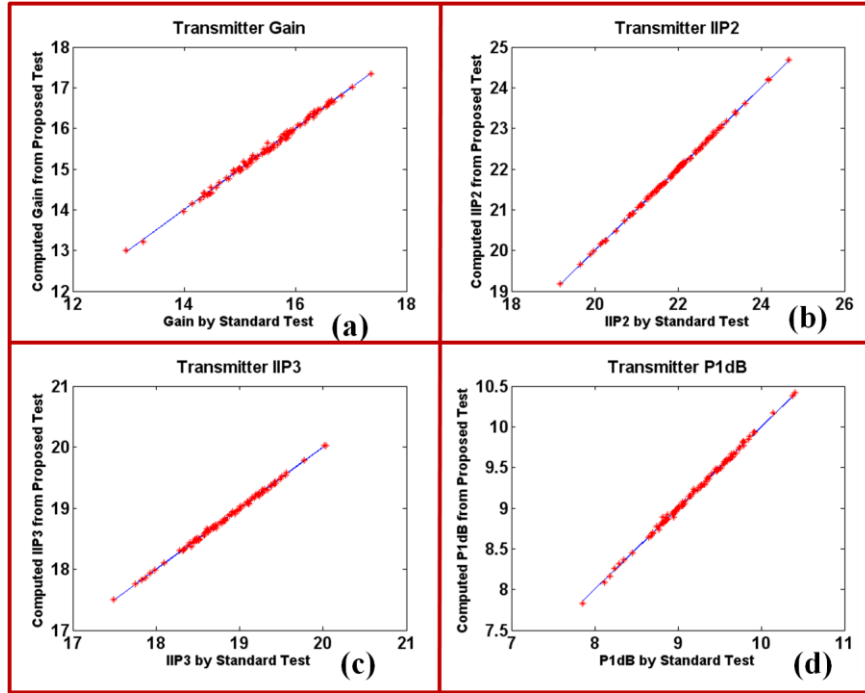 Transmitter Gain
18
17
16
15
14
13
12
12 14 16 18
Computed Gain from Proposed Test
Gain by Standard Test
(a)
Transmitter IIP2
25
24
23
22
21
20
19
18 20 22 24 26
Computed IIP2 from Proposed Test
IIP2 by Standard Test
(b)
Transmitter IIP3
21
20
19
18
17
17 18 19 20 21
Computed IIP3 from Proposed Test
IIP3 by Standard Test
(c)
Transmitter P1dB
10.5
10
9.5
9
8.5
8
7.5
7 8 9 10 11
Computed P1dB from Proposed Test
P1dB by Standard Test
(d)